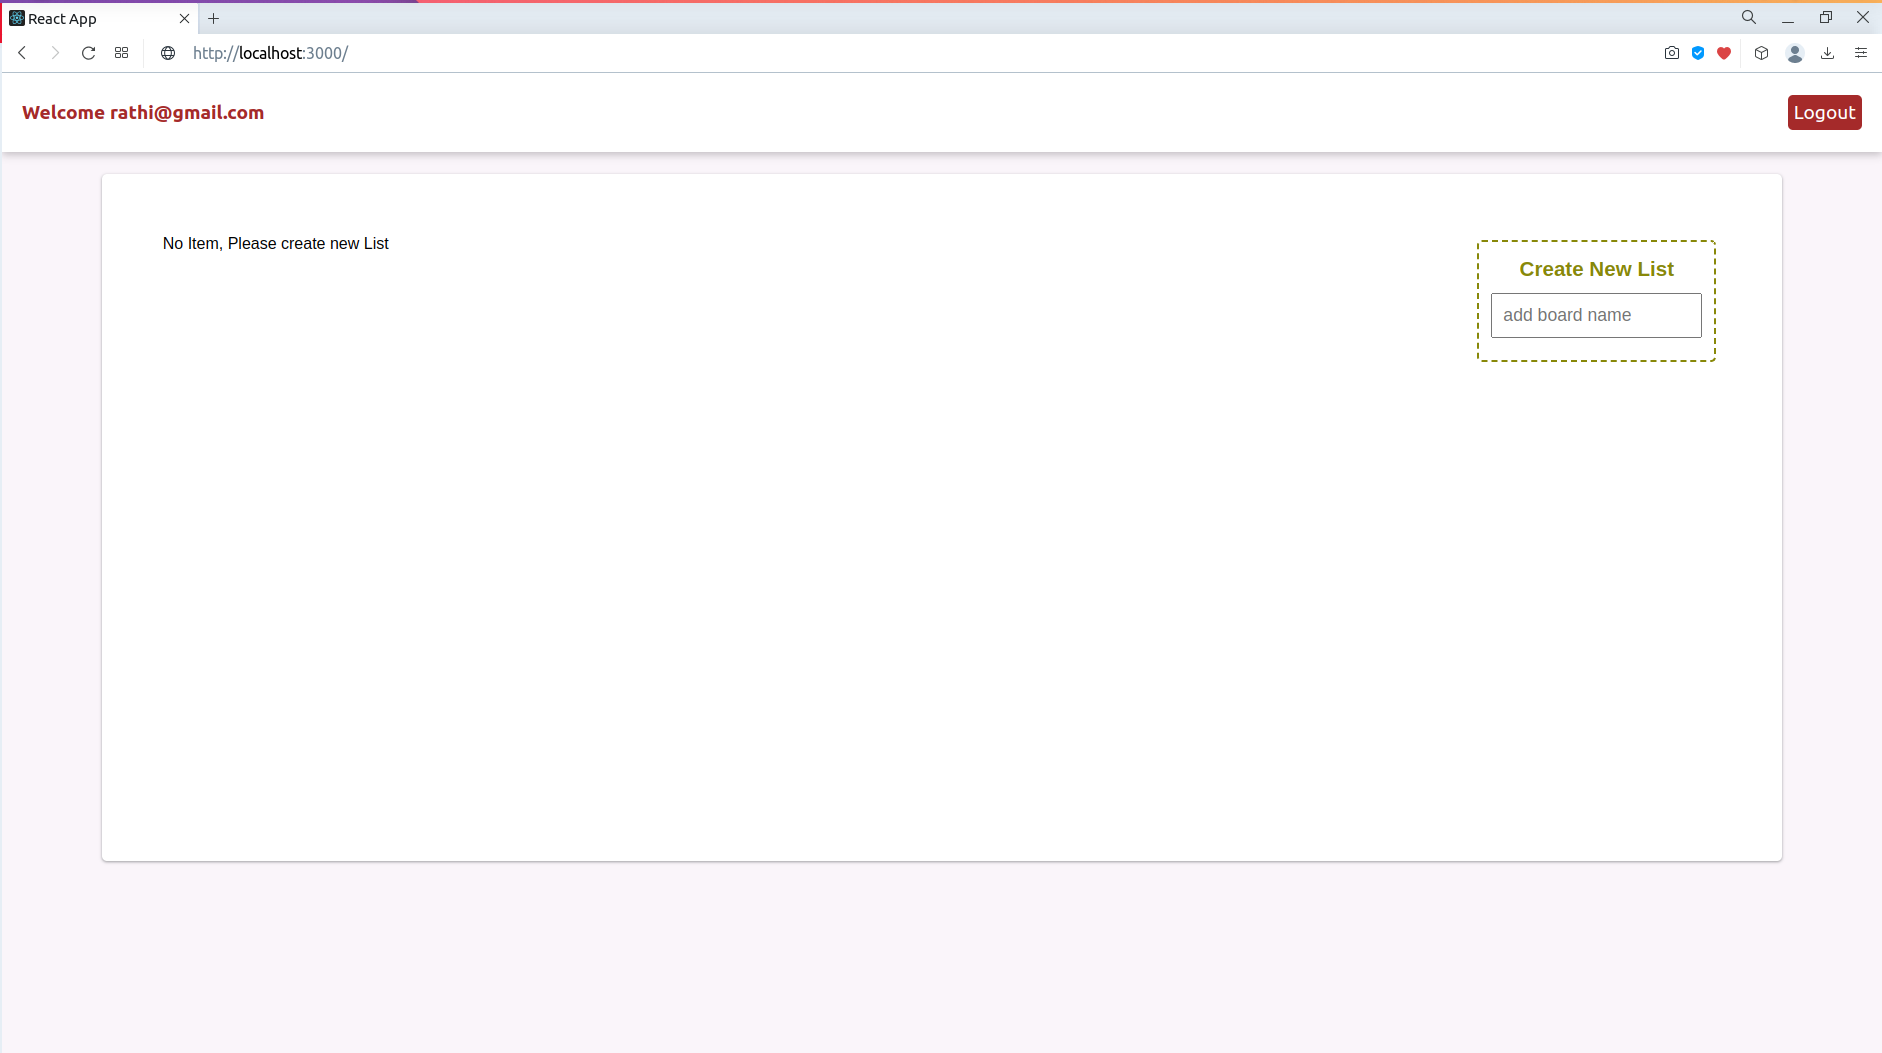 React App
http://localhost:3000/
Welcome rathi@gmail.com
Logout
No Item, Please create new List
Create New List
add board name